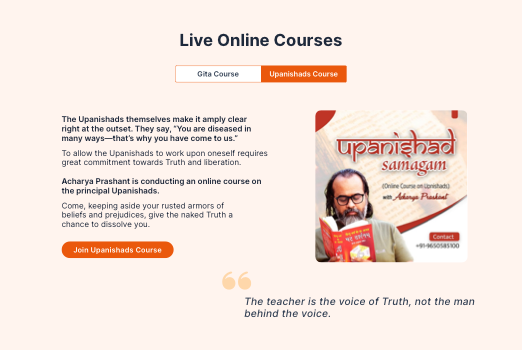 Live Online Courses
Gita Course
Upanishads Course
The Upanishads themselves make it amply clear
right at the outset. They say, "You are diseased in
many ways—that's why you have come to us."
To allow the Upanishads to work upon oneself requires
great commitment towards Truth and liberation.
Acharya Prashant is conducting an online course on
the principal Upanishads.
Come, keeping aside your rusted armors of
beliefs and prejudices, give the naked Truth a
chance to dissolve you.
Join Upanishads Course
upanishad
samagam
(Online Course on Upnishads)
with Acharya Prashant
Contact
+91-9650585100
The teacher is the voice of Truth, not the man
behind the voice.